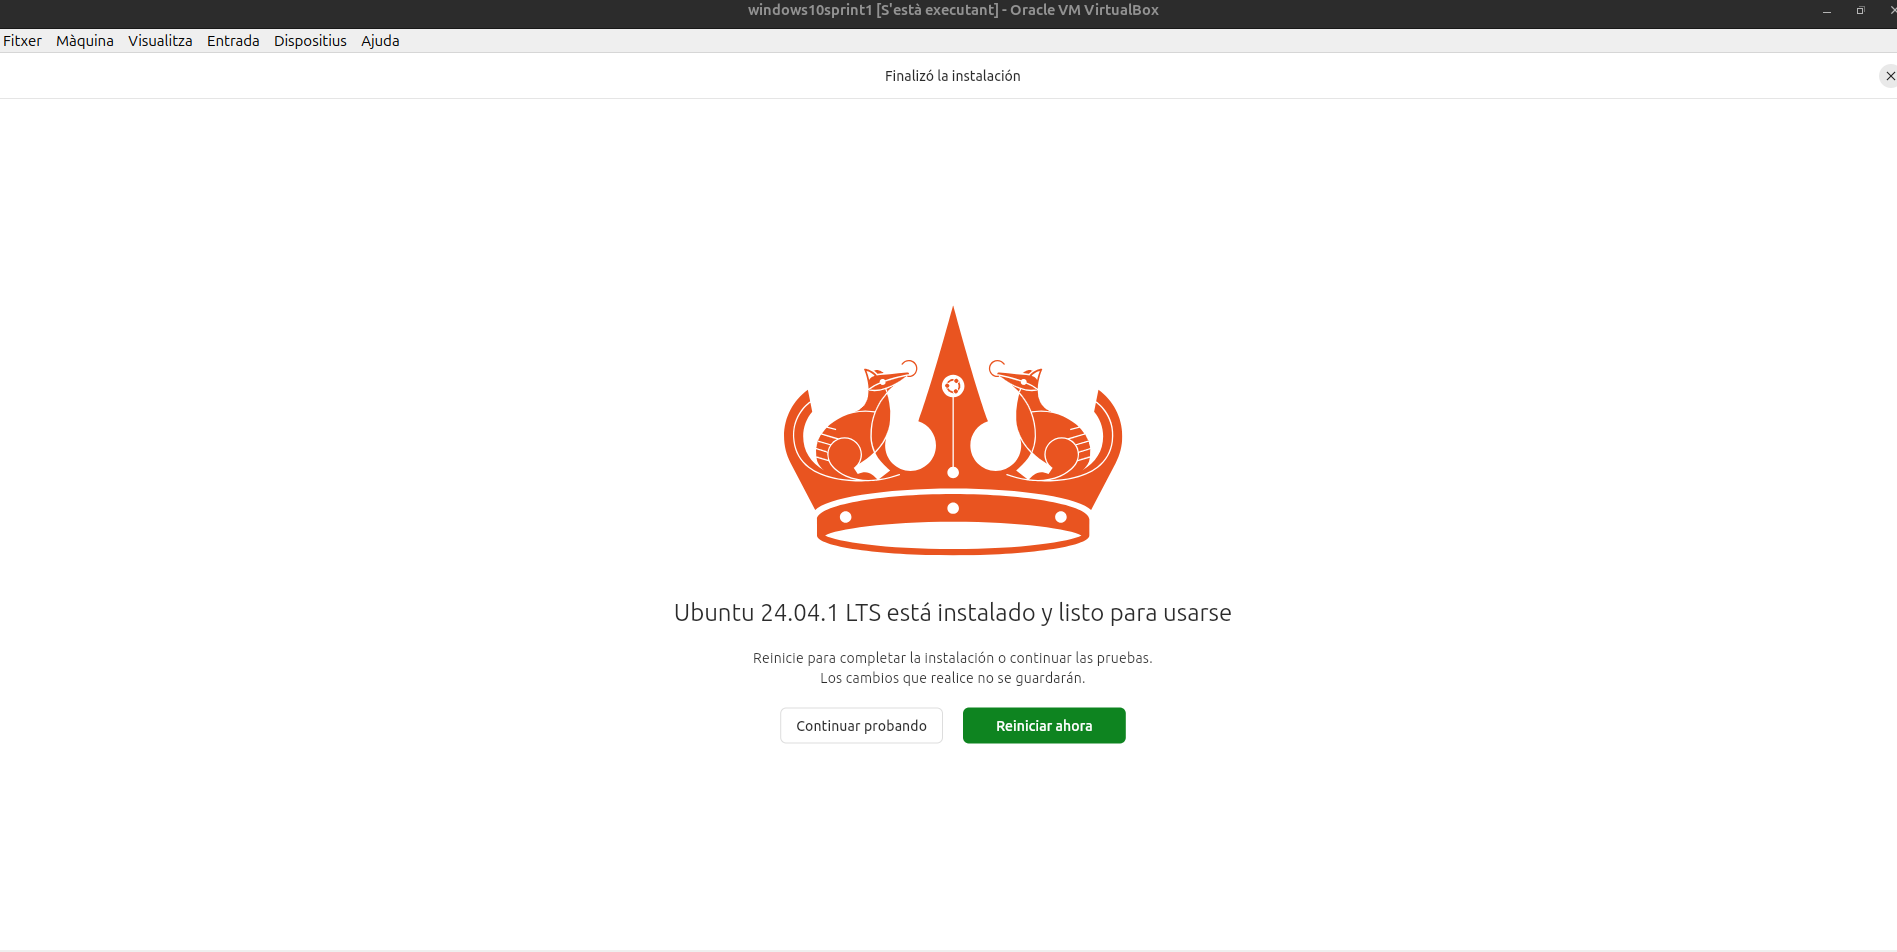 windows10sprint1 [S'està executant] - Oracle VM VirtualBox
Fitxer Màquina Visualitza Entrada Dispositius Ajuda
Finalizó la instalación
Ubuntu 24.04.1 LTS está instalado y listo para usarse
Reinicie para completar la instalación o continuar las pruebas.
Los cambios que realice no se guardarán.
Continuar probando Reiniciar ahora